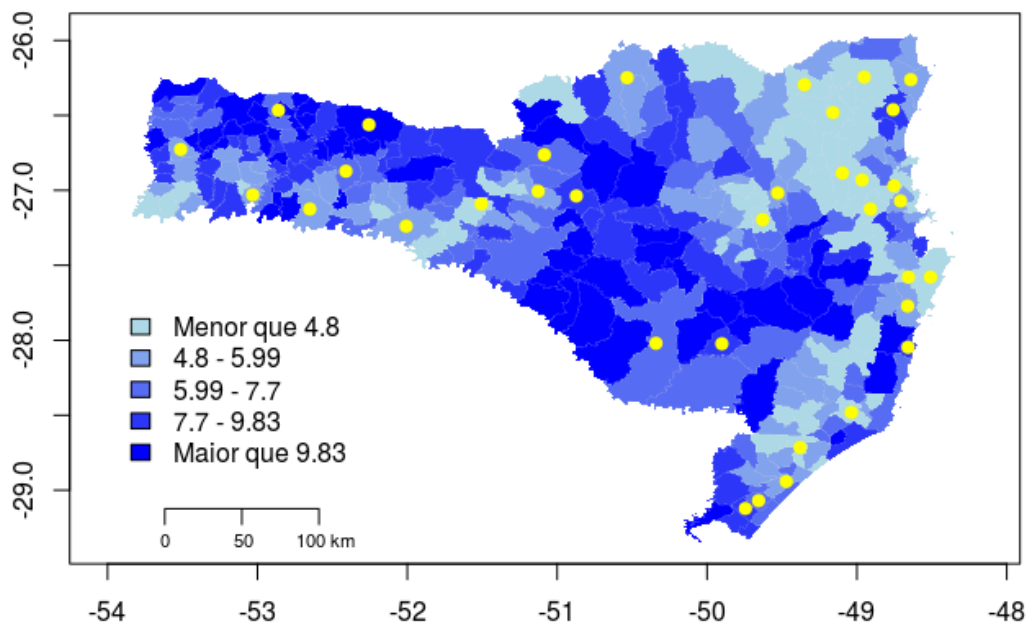 -26.0
-27.0
-28.0
-29.0
Menor que 4.8
4.8 - 5.99
5.99 - 7.7
7.7 - 9.83
Maior que 9.83
0 50 100 km
-54 -53 -52 -51 -50 -49 -48